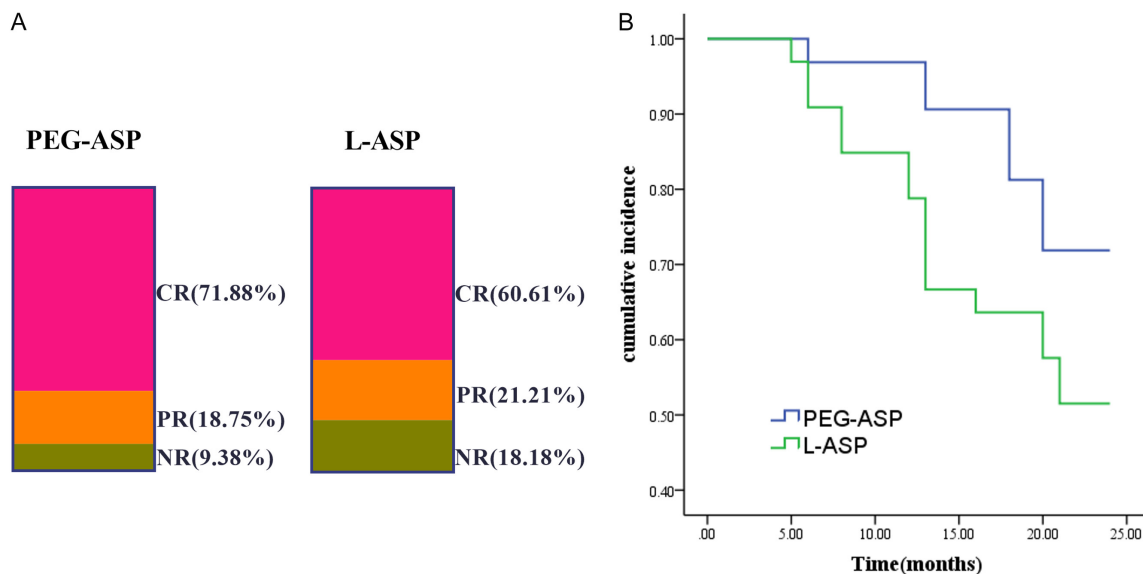 A
PEG-ASP
L-ASP
CR(71.88%)
PR(18.75%)
NR(9.38%)
CR(60.61%)
PR(21.21%)
NR(18.18%)
B
cumulative incidence
1.00
0.90
0.80
0.70
0.60
0.50
0.40
PEG-ASP
L-ASP
.00 5.00 10.00 15.00 20.00 25.00
Time(months)